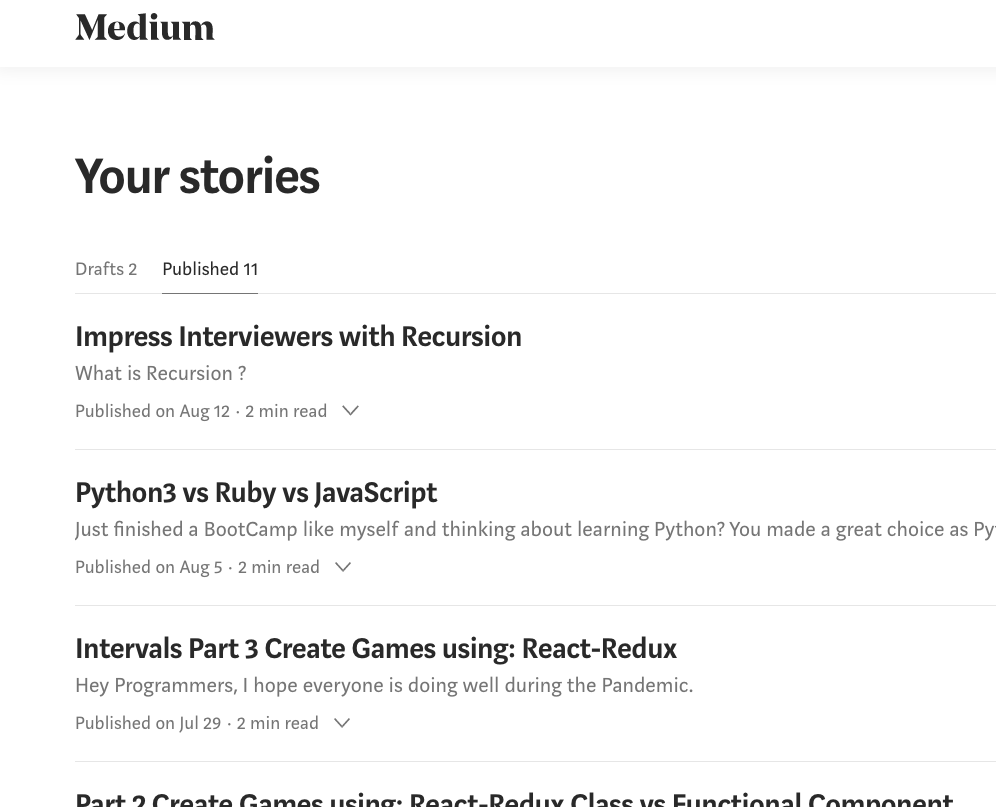 Medium
Your stories
Drafts 2 Published 11
Impress Interviewers with Recursion
What is Recursion ?
Published on Aug 12 · 2 min read
Python3 vs Ruby vs JavaScript
Just finished a BootCamp like myself and thinking about learning Python? You made a great choice as Py
Published on Aug 5 · 2 min read
Intervals Part 3 Create Games using: React-Redux
Hey Programmers, I hope everyone is doing well during the Pandemic.
Published on Jul 29 · 2 min read
Part 2 Create Games using: React-Redux Class vs Functional Component